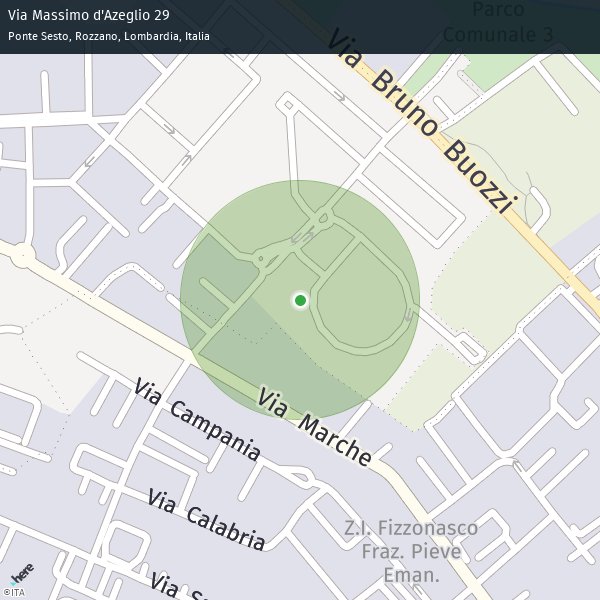 Via Massimo d'Azeglio 29
Ponte Sesto, Rozzano, Lombardia, Italia
Parco
Comunale 3
Via Bruno Buozzi
Via Marche
Via Campania
Via Calabria
Z.I. Fizzonasco
Fraz. Pieve
Eman.
Via S
here
©ITA